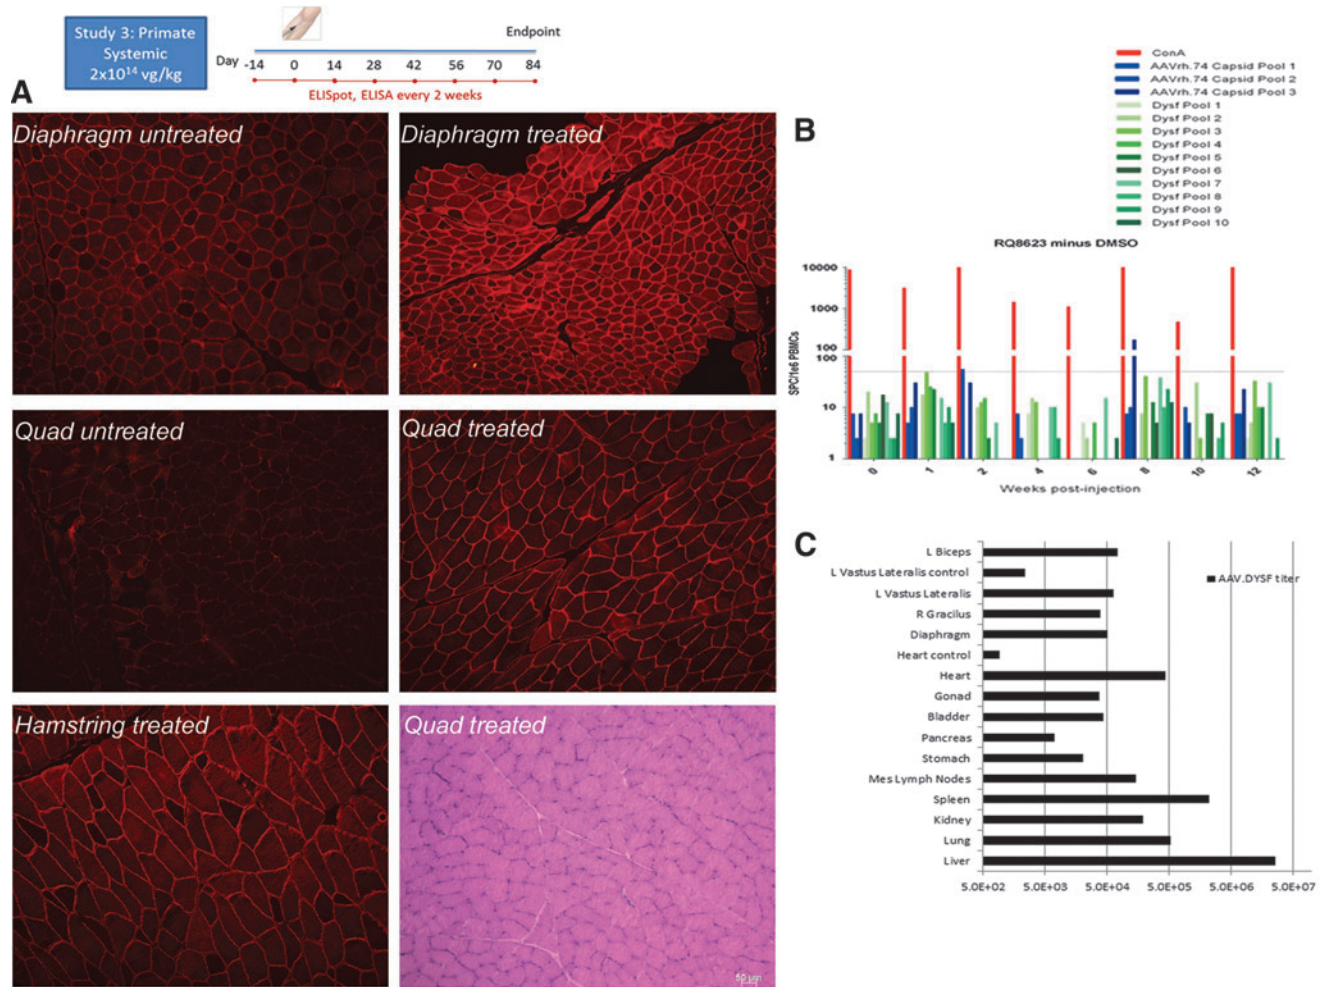 Study 3: Primate
Systemic
2x10¹⁴ vg/kg
Endpoint
Day -14 0 14 28 42 56 70 84
ELISpot, ELISA every 2 weeks
A
Diaphragm untreated
Diaphragm treated
Quad untreated
Quad treated
Hamstring treated
Quad treated
50 µm
B
ConA
AAVrh.74 Capsid Pool 1
AAVrh.74 Capsid Pool 2
AAVrh.74 Capsid Pool 3
Dysf Pool 1
Dysf Pool 2
Dysf Pool 3
Dysf Pool 4
Dysf Pool 5
Dysf Pool 6
Dysf Pool 7
Dysf Pool 8
Dysf Pool 9
Dysf Pool 10
RQ8623 minus DMSO
SPC/1e6 PBMCs
10000
1000
100
100
10
1
0 1 2 4 6 8 10 12
Weeks post-injection
C
L Biceps
L Vastus Lateralis control
L Vastus Lateralis
R Gracilus
Diaphragm
Heart control
Heart
Gonad
Bladder
Pancreas
Stomach
Mes Lymph Nodes
Spleen
Kidney
Lung
Liver
AAV.DYSF titer
5.0E+02 5.0E+03 5.0E+04 5.0E+05 5.0E+06 5.0E+07